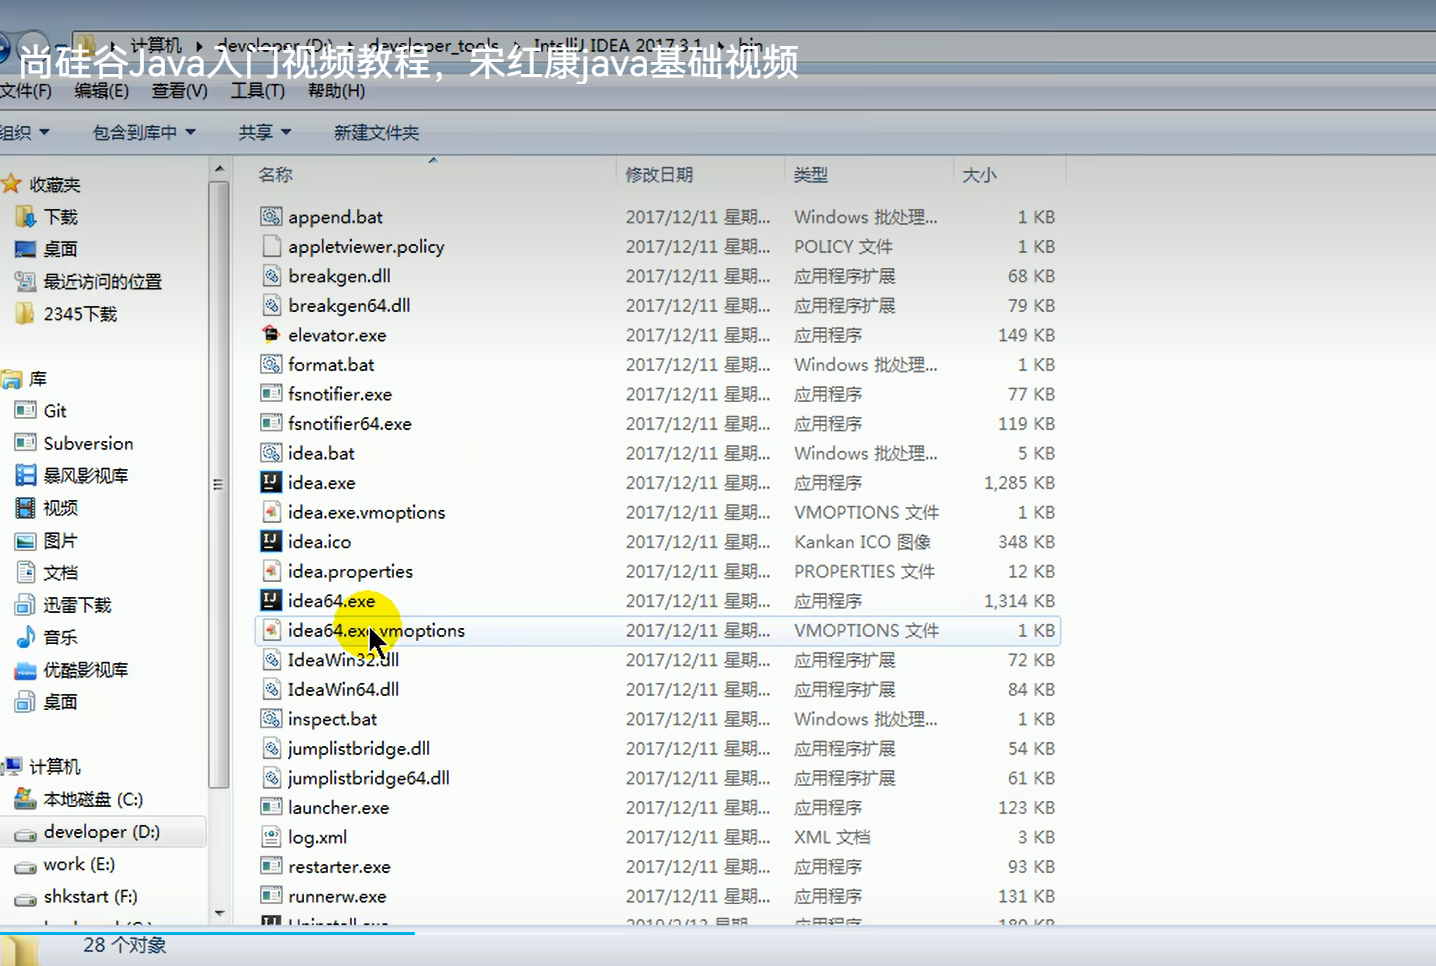 计算机 ▸ developer (D:) ▸ developer_tools ▸ IntelliJ IDEA 2017.3.1 ▸ bin
尚硅谷Java入门视频教程，宋红康java基础视频
文件(F) 编辑(E) 查看(V) 工具(T) 帮助(H)
组织 包含到库中 共享 新建文件夹
名称 修改日期 类型 大小
收藏夹
下载
桌面
最近访问的位置
2345下载
库
Git
Subversion
暴风影视库
视频
图片
文档
迅雷下载
音乐
优酷影视库
桌面
计算机
本地磁盘 (C:)
developer (D:)
work (E:)
shkstart (F:)
append.bat 2017/12/11 星期... Windows 批处理... 1 KB
appletviewer.policy 2017/12/11 星期... POLICY 文件 1 KB
breakgen.dll 2017/12/11 星期... 应用程序扩展 68 KB
breakgen64.dll 2017/12/11 星期... 应用程序扩展 79 KB
elevator.exe 2017/12/11 星期... 应用程序 149 KB
format.bat 2017/12/11 星期... Windows 批处理... 1 KB
fsnotifier.exe 2017/12/11 星期... 应用程序 77 KB
fsnotifier64.exe 2017/12/11 星期... 应用程序 119 KB
idea.bat 2017/12/11 星期... Windows 批处理... 5 KB
idea.exe 2017/12/11 星期... 应用程序 1,285 KB
idea.exe.vmoptions 2017/12/11 星期... VMOPTIONS 文件 1 KB
idea.ico 2017/12/11 星期... Kankan ICO 图像 348 KB
idea.properties 2017/12/11 星期... PROPERTIES 文件 12 KB
idea64.exe 2017/12/11 星期... 应用程序 1,314 KB
idea64.exe.vmoptions 2017/12/11 星期... VMOPTIONS 文件 1 KB
IdeaWin32.dll 2017/12/11 星期... 应用程序扩展 72 KB
IdeaWin64.dll 2017/12/11 星期... 应用程序扩展 84 KB
inspect.bat 2017/12/11 星期... Windows 批处理... 1 KB
jumplistbridge.dll 2017/12/11 星期... 应用程序扩展 54 KB
jumplistbridge64.dll 2017/12/11 星期... 应用程序扩展 61 KB
launcher.exe 2017/12/11 星期... 应用程序 123 KB
log.xml 2017/12/11 星期... XML 文档 3 KB
restarter.exe 2017/12/11 星期... 应用程序 93 KB
runnerw.exe 2017/12/11 星期... 应用程序 131 KB
28 个对象